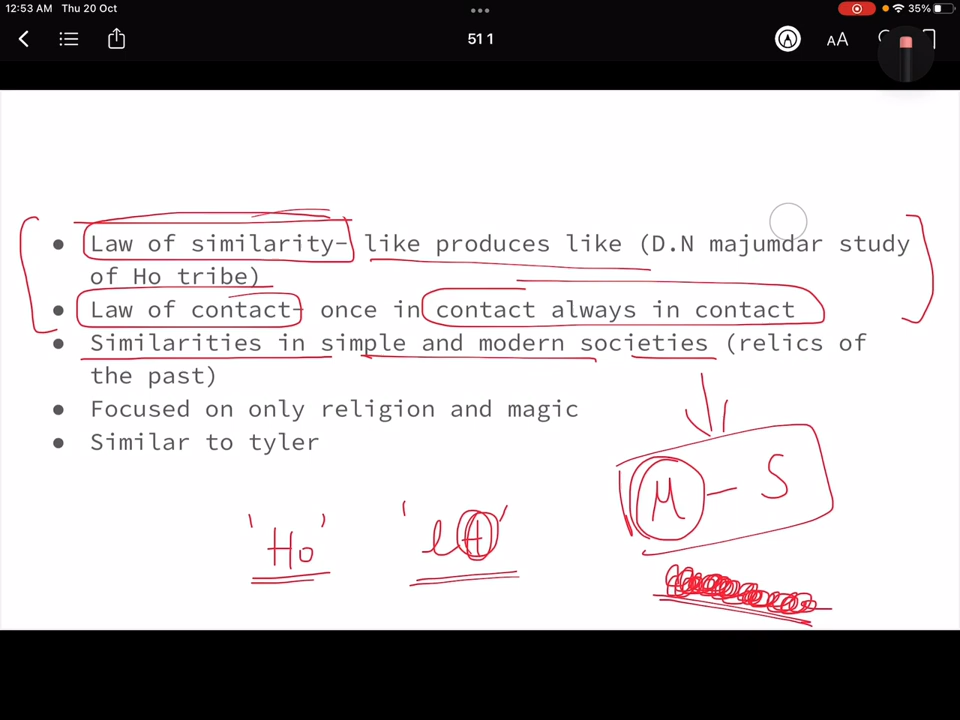 12:53 AM Thu 20 Oct
35%
51 1
AA
● Law of similarity- like produces like (D.N majumdar study
of Ho tribe)
● Law of contact- once in contact always in contact
● Similarities in simple and modern societies (relics of
the past)
● Focused on only religion and magic
● Similar to tyler
M - S
'Ho'